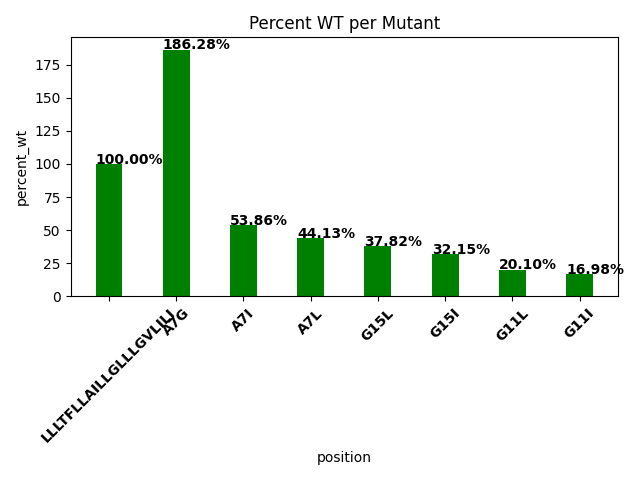 Percent WT per Mutant
percent_wt
175
150
125
100
75
50
25
0
100.00%
186.28%
53.86%
44.13%
37.82%
32.15%
20.10%
16.98%
LLLTFLLAILLGLLLGVLILI
A7G
A7I
A7L
G15L
G15I
G11L
G11I
position